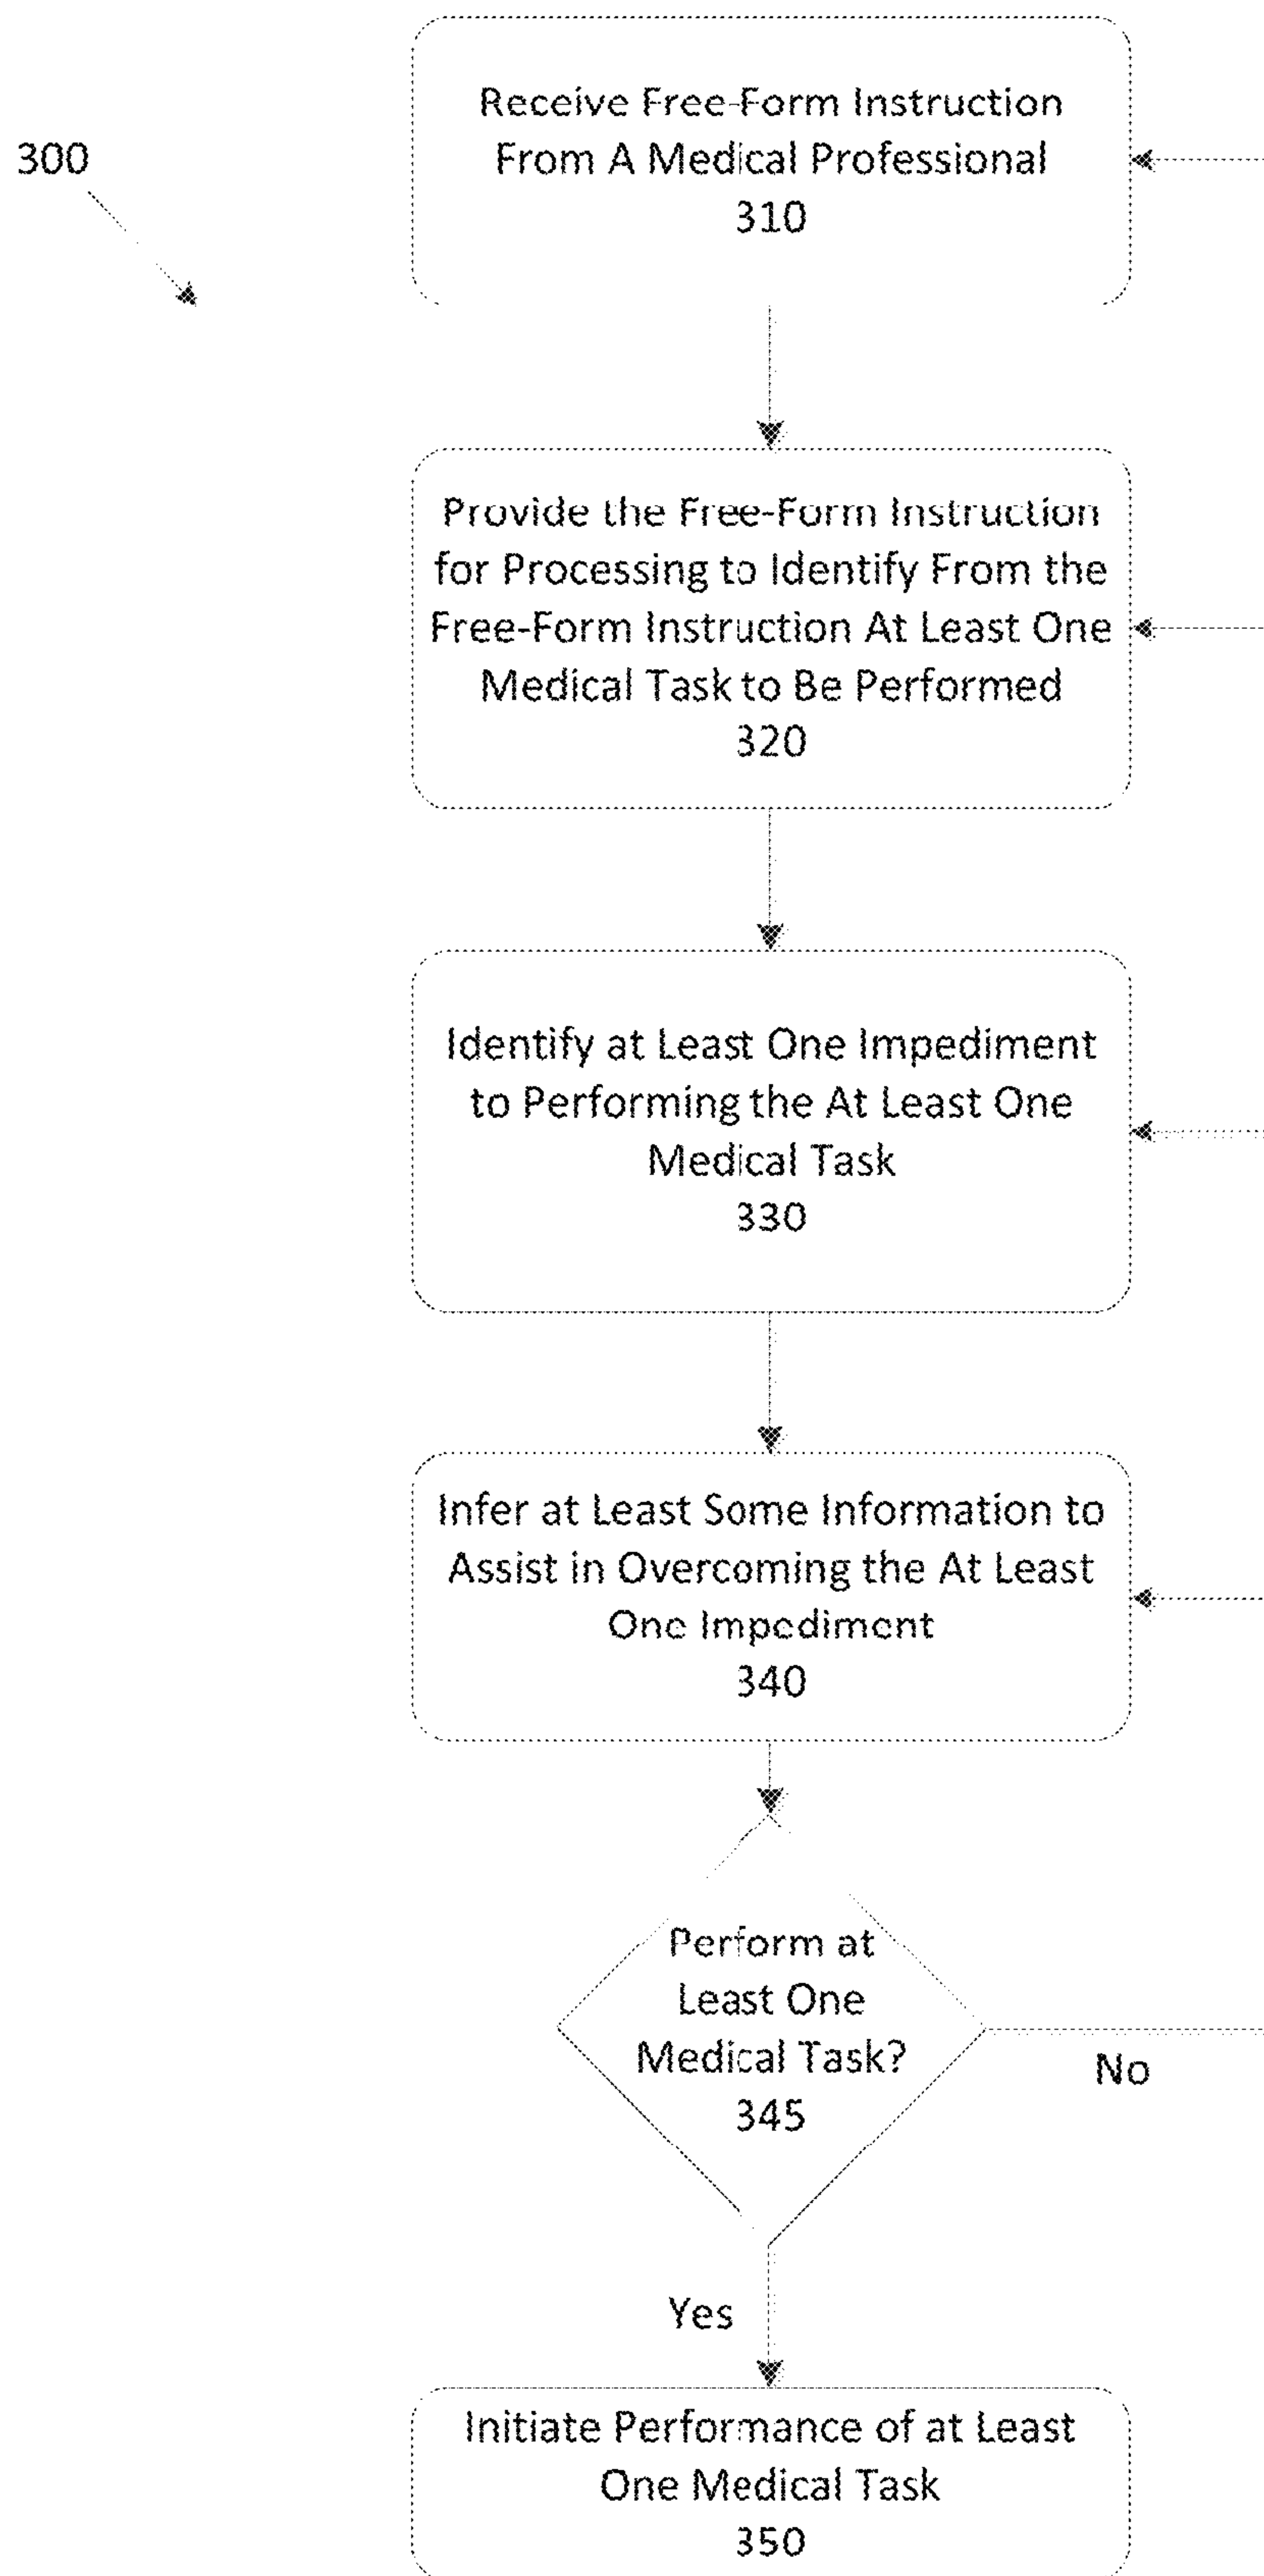 300
Receive Free-Form Instruction
From A Medical Professional
310
Provide the Free-Form Instruction
for Processing to Identify From the
Free-Form Instruction At Least One
Medical Task to Be Performed
320
Identify at Least One Impediment
to Performing the At Least One
Medical Task
330
Infer at Least Some Information to
Assist in Overcoming the At Least
One Impediment
340
Perform at
Least One
Medical Task?
345
No
Yes
Initiate Performance of at Least
One Medical Task
350